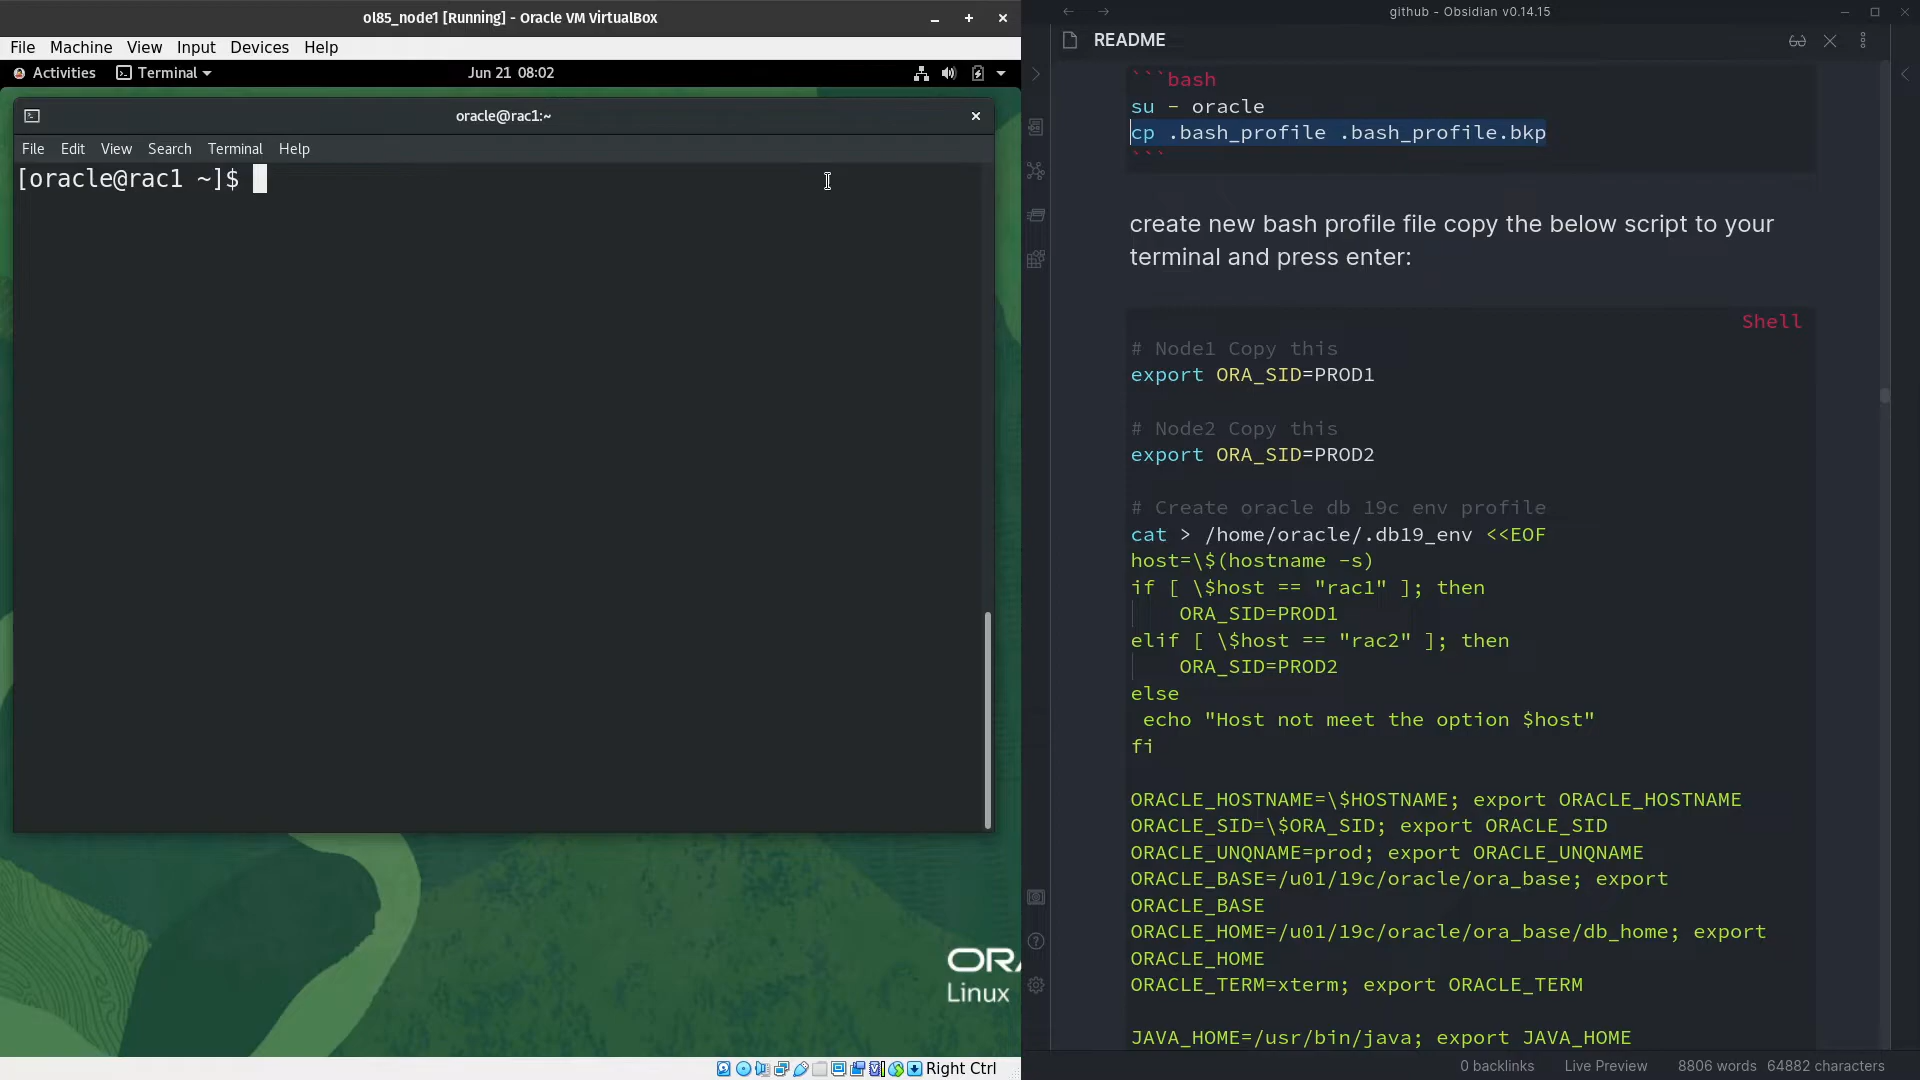 ol85_node1 [Running] - Oracle VM VirtualBox
File Machine View Input Devices Help
Activities Terminal Jun 21 08:02
oracle@rac1:~
File Edit View Search Terminal Help
[oracle@rac1 ~]$
ORA
Linux
Right Ctrl
github - Obsidian v0.14.15
README
```bash
su - oracle
cp .bash_profile .bash_profile.bkp
```
create new bash profile file copy the below script to your
terminal and press enter:
Shell
# Node1 Copy this
export ORA_SID=PROD1
# Node2 Copy this
export ORA_SID=PROD2
# Create oracle db 19c env profile
cat > /home/oracle/.db19_env <<EOF
host=\$(hostname -s)
if [ \$host == "rac1" ]; then
ORA_SID=PROD1
elif [ \$host == "rac2" ]; then
ORA_SID=PROD2
else
echo "Host not meet the option $host"
fi
ORACLE_HOSTNAME=\$HOSTNAME; export ORACLE_HOSTNAME
ORACLE_SID=\$ORA_SID; export ORACLE_SID
ORACLE_UNQNAME=prod; export ORACLE_UNQNAME
ORACLE_BASE=/u01/19c/oracle/ora_base; export
ORACLE_BASE
ORACLE_HOME=/u01/19c/oracle/ora_base/db_home; export
ORACLE_HOME
ORACLE_TERM=xterm; export ORACLE_TERM
JAVA_HOME=/usr/bin/java; export JAVA_HOME
0 backlinks Live Preview 8806 words 64882 characters